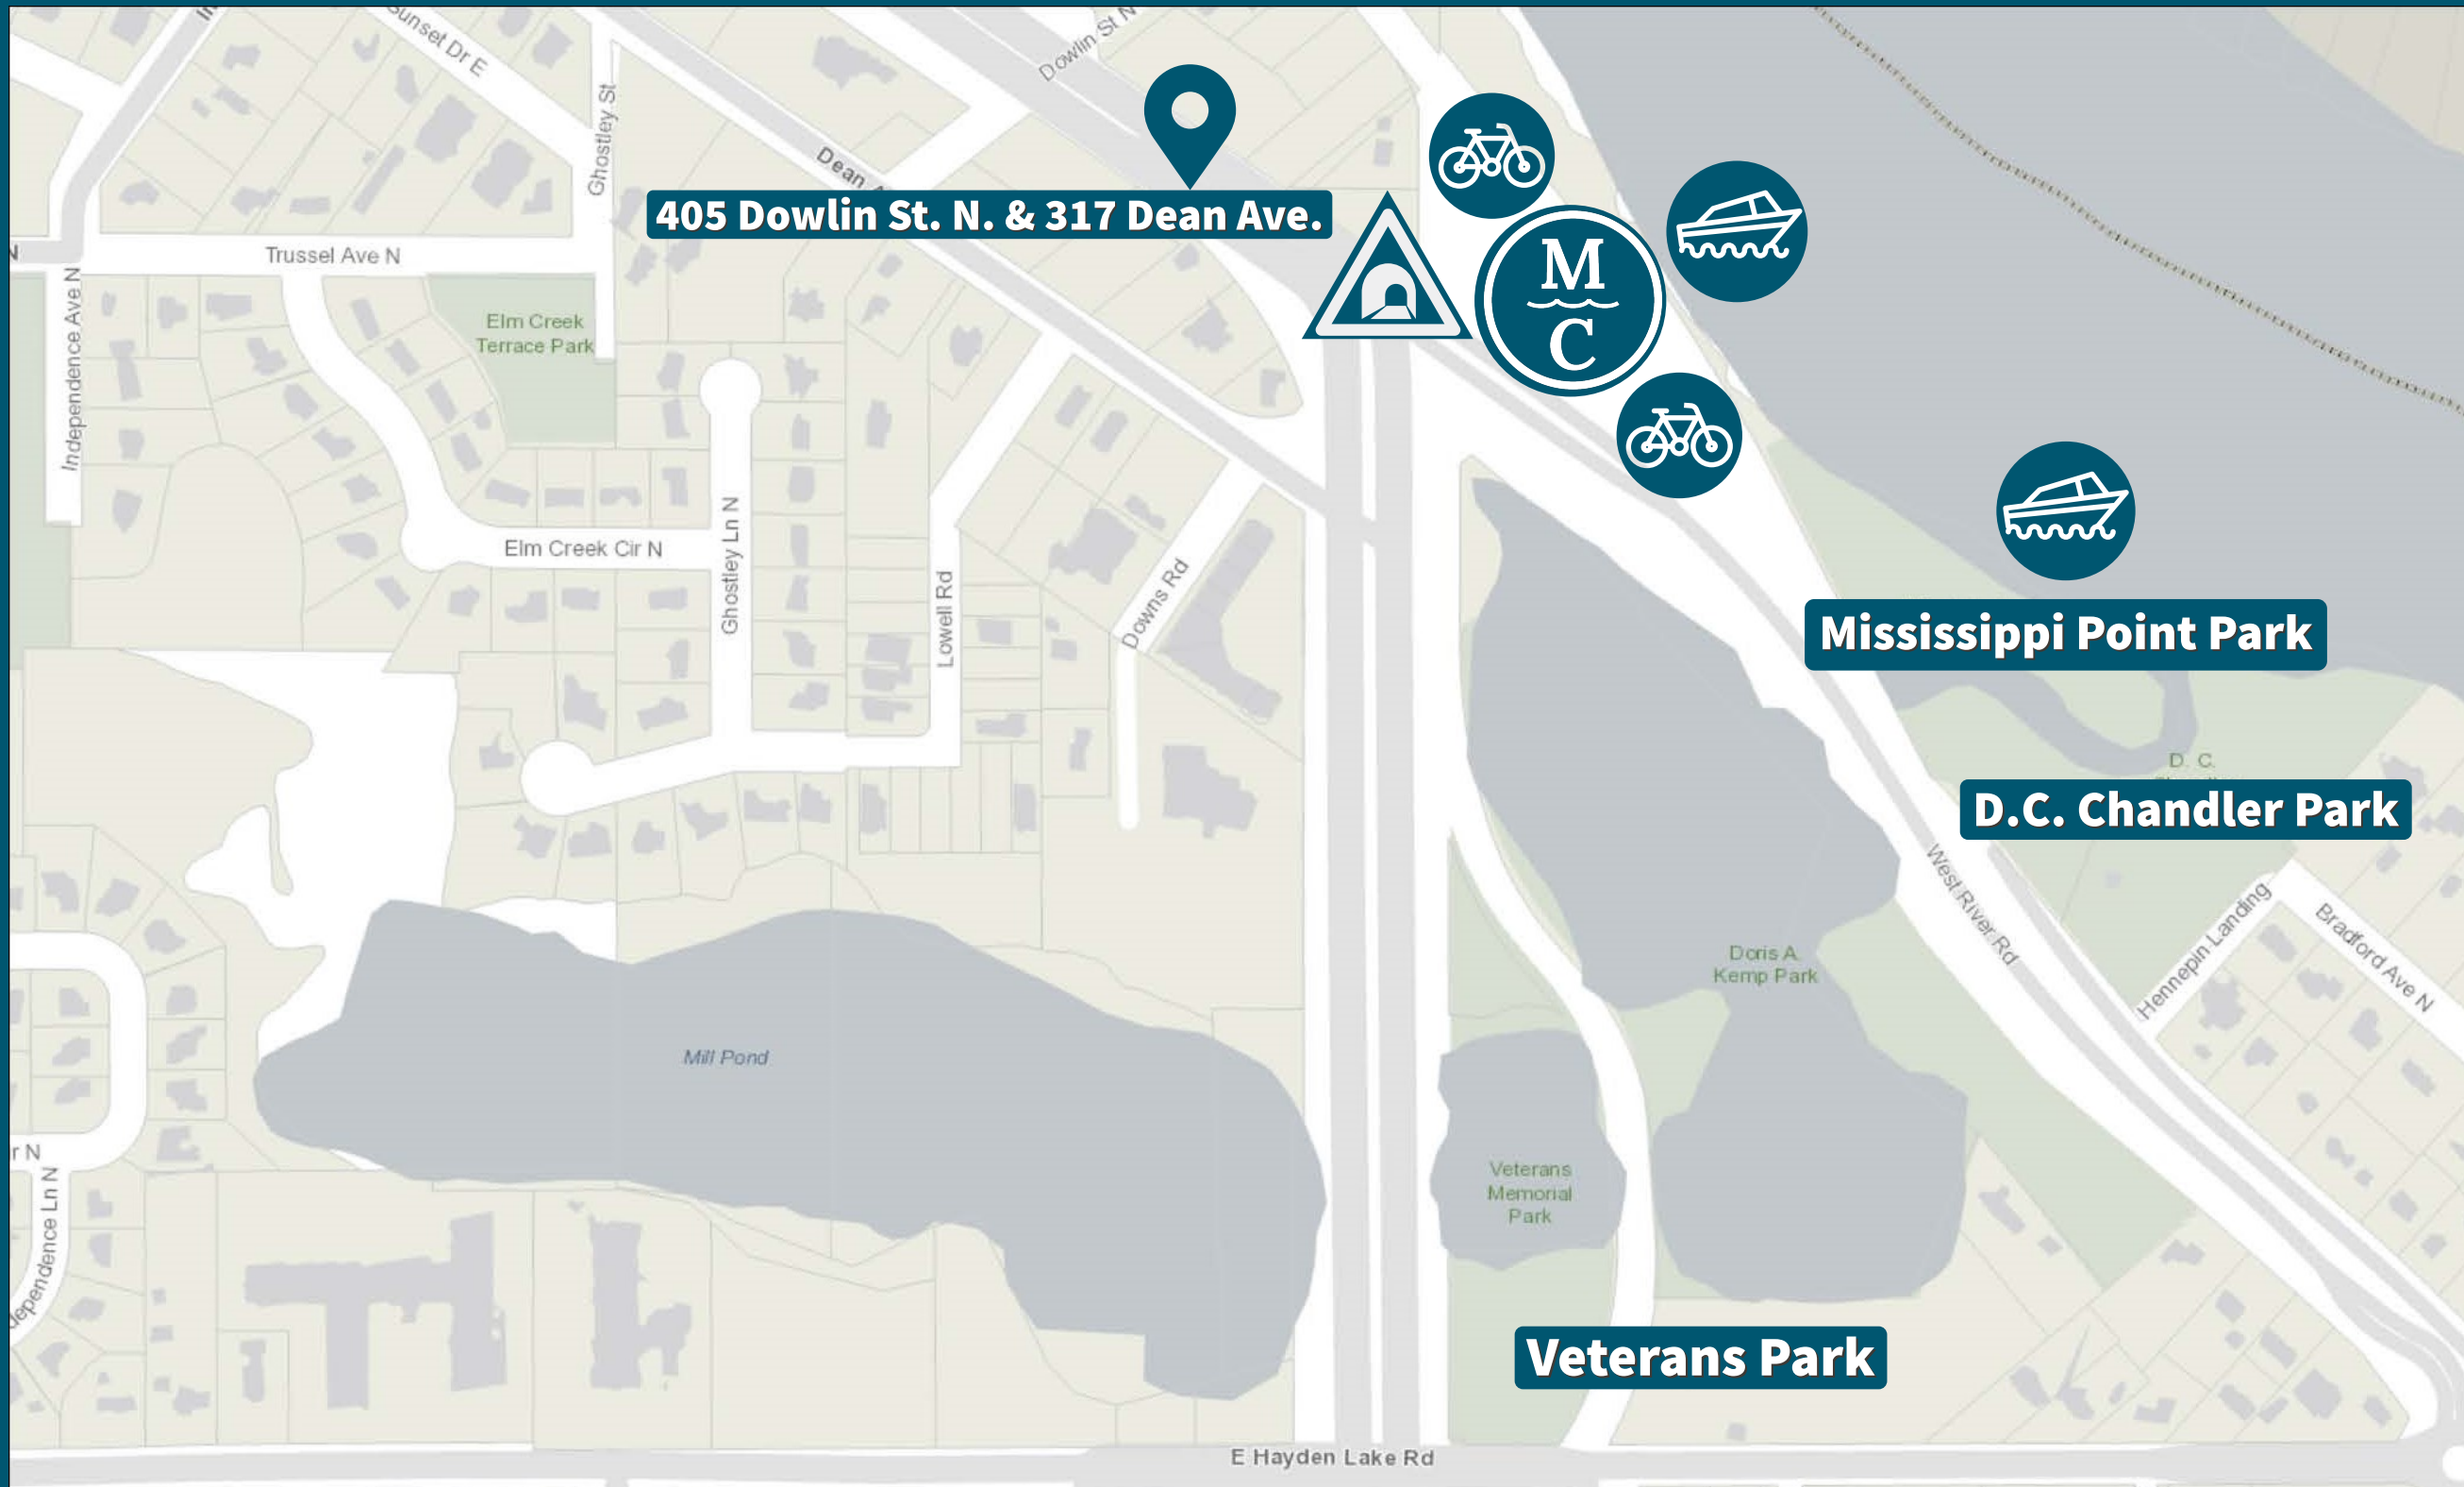 Sunset Dr E
Dowlin St N
Ghostley St
Dean
405 Dowlin St. N. & 317 Dean Ave.
M
C
N
Trussel Ave N
Independence Ave N
Elm Creek
Terrace Park
Elm Creek Cir N
Ghostley Ln N
Lowell Rd
Downs Rd
Mississippi Point Park
D. C.
D.C. Chandler Park
West River Rd
Hennepin Landing
Bradford Ave N
Doris A.
Kemp Park
Mill Pond
Veterans
Memorial
Park
r N
dependence Ln N
Veterans Park
E Hayden Lake Rd